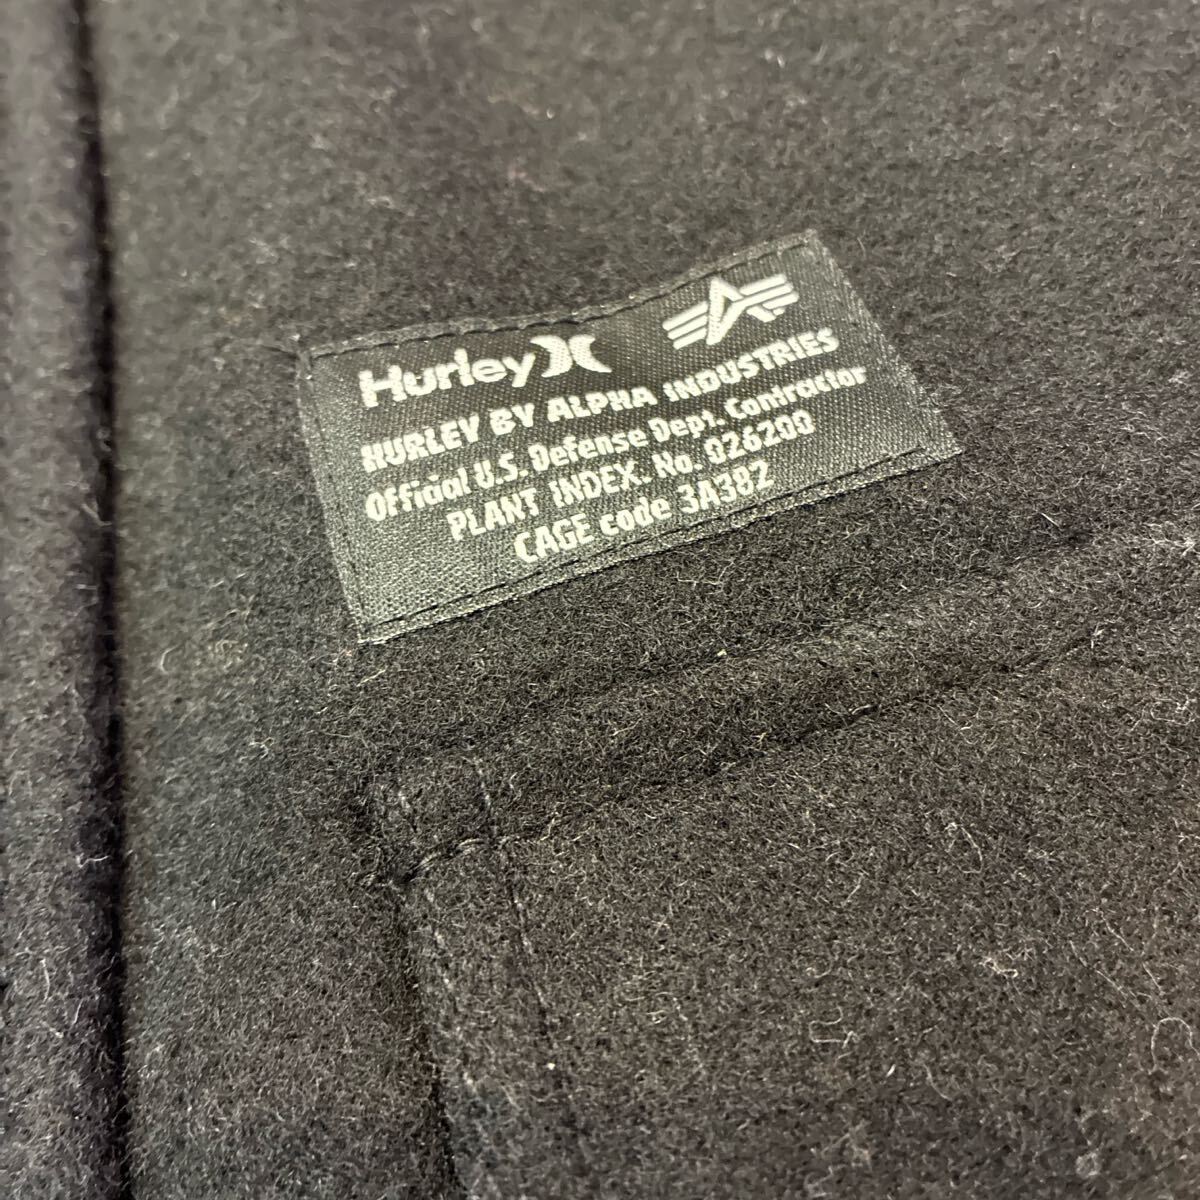 Hurley
HURLEY BY ALPHA INDUSTRIES
Official U.S. Defense Dept. Contractor
PLANT INDEX. No. 026200
CAGE code 3A382